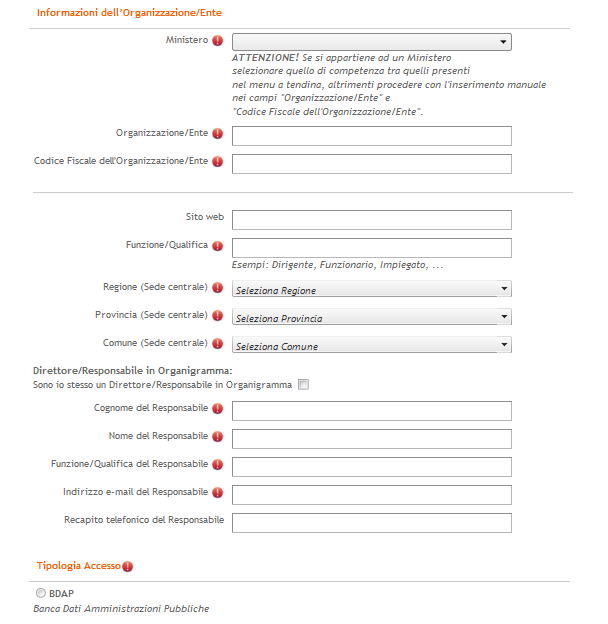 Informazioni dell'Organizzazione/Ente
Ministero
ATTENZIONE! Se si appartiene ad un Ministero
selezionare quello di competenza tra quelli presenti
nel menu a tendina, altrimenti procedere con l'inserimento manuale
nei campi "Organizzazione/Ente" e
"Codice Fiscale dell'Organizzazione/Ente".
Organizzazione/Ente
Codice Fiscale dell'Organizzazione/Ente
Sito web
Funzione/Qualifica
Esempi: Dirigente, Funzionario, Impiegato, ...
Regione (Sede centrale) Seleziona Regione
Provincia (Sede centrale) Seleziona Provincia
Comune (Sede centrale) Seleziona Comune
Direttore/Responsabile in Organigramma:
Sono io stesso un Direttore/Responsabile in Organigramma
Cognome del Responsabile
Nome del Responsabile
Funzione/Qualifica del Responsabile
Indirizzo e-mail del Responsabile
Recapito telefonico del Responsabile
Tipologia Accesso
BDAP
Banca Dati Amministrazioni Pubbliche